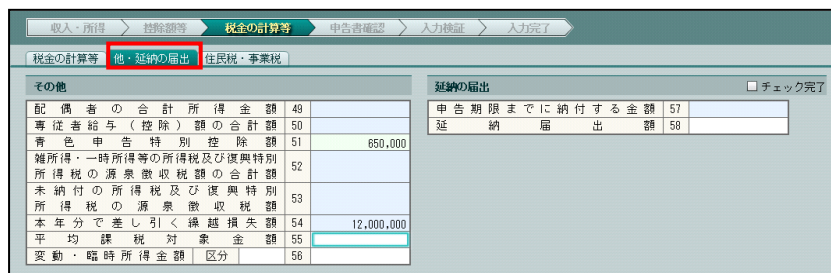 収入・所得 控除額等 税金の計算等 申告書確認 入力検証 入力完了
税金の計算等 他・延納の届出 住民税・事業税
その他
配偶者の合計所得金額 49
専従者給与(控除)額の合計額 50
青色申告特別控除額 51 650,000
雑所得・一時所得等の所得税及び復興特別
所得税の源泉徴収税額の合計額 52
未納付の所得税及び復興特別
所得税の源泉徴収税額 53
本年分で差し引く繰越損失額 54 12,000,000
平均課税対象金額 55
変動・臨時所得金額 区分 56
延納の届出 チェック完了
申告期限までに納付する金額 57
延納届出額 58